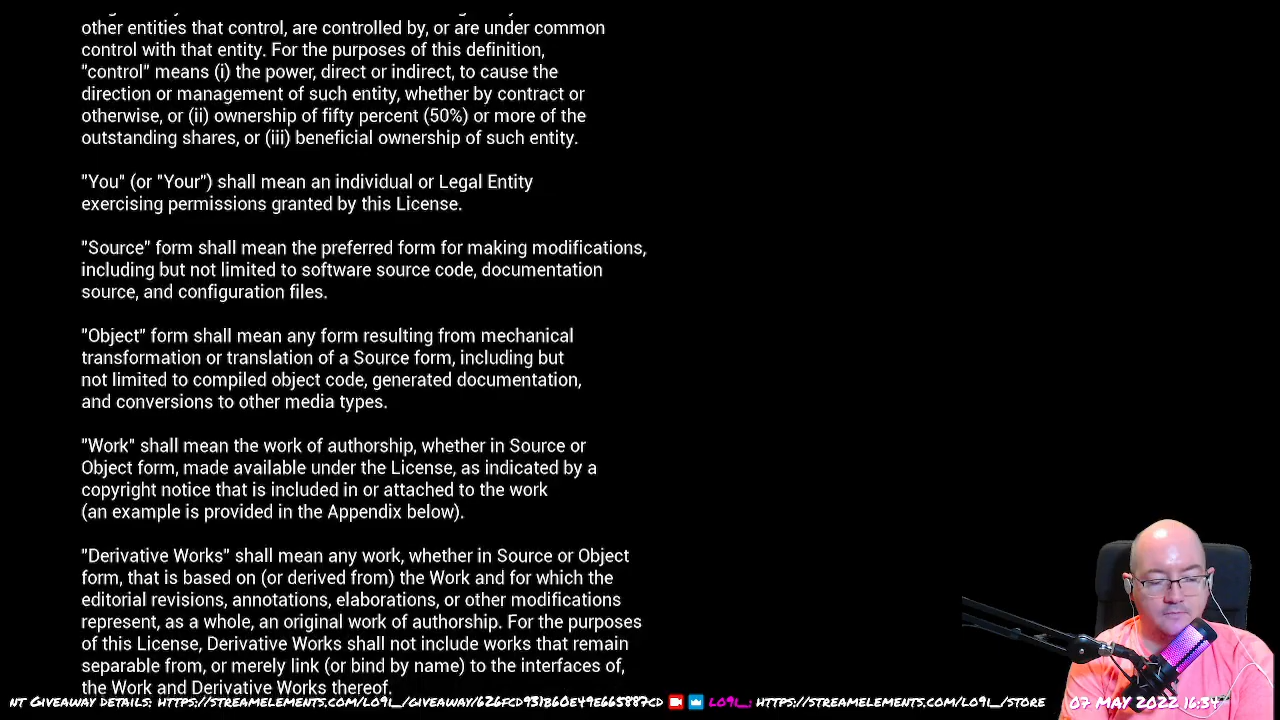 other entities that control, are controlled by, or are under common
control with that entity. For the purposes of this definition,
"control" means (i) the power, direct or indirect, to cause the
direction or management of such entity, whether by contract or
otherwise, or (ii) ownership of fifty percent (50%) or more of the
outstanding shares, or (iii) beneficial ownership of such entity.
"You" (or "Your") shall mean an individual or Legal Entity
exercising permissions granted by this License.
"Source" form shall mean the preferred form for making modifications,
including but not limited to software source code, documentation
source, and configuration files.
"Object" form shall mean any form resulting from mechanical
transformation or translation of a Source form, including but
not limited to compiled object code, generated documentation,
and conversions to other media types.
"Work" shall mean the work of authorship, whether in Source or
Object form, made available under the License, as indicated by a
copyright notice that is included in or attached to the work
(an example is provided in the Appendix below).
"Derivative Works" shall mean any work, whether in Source or Object
form, that is based on (or derived from) the Work and for which the
editorial revisions, annotations, elaborations, or other modifications
represent, as a whole, an original work of authorship. For the purposes
of this License, Derivative Works shall not include works that remain
separable from, or merely link (or bind by name) to the interfaces of,
the Work and Derivative Works thereof.
nt Giveaway details: https://streamelements.com/lo9i_/giveaway/626fcd931b60e49e665887cd lo9i_: https://streamelements.com/lo9i_/store 07 May 2022 16:34